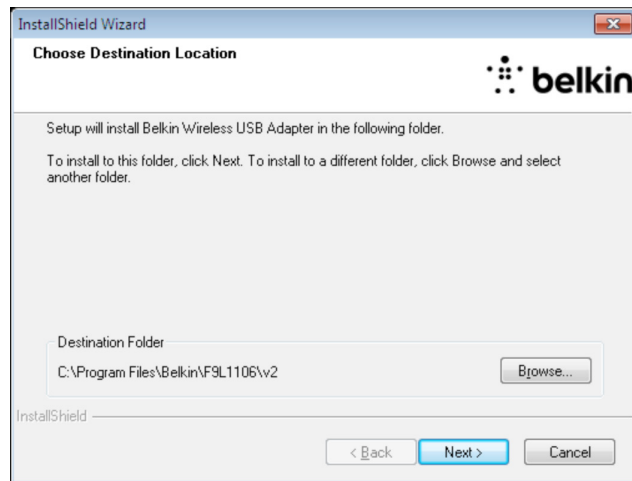 InstallShield Wizard
Choose Destination Location
belkin
Setup will install Belkin Wireless USB Adapter in the following folder.
To install to this folder, click Next. To install to a different folder, click Browse and select
another folder.
Destination Folder
C:\Program Files\Belkin\F9L1106\v2
Browse...
InstallShield
< Back
Next >
Cancel